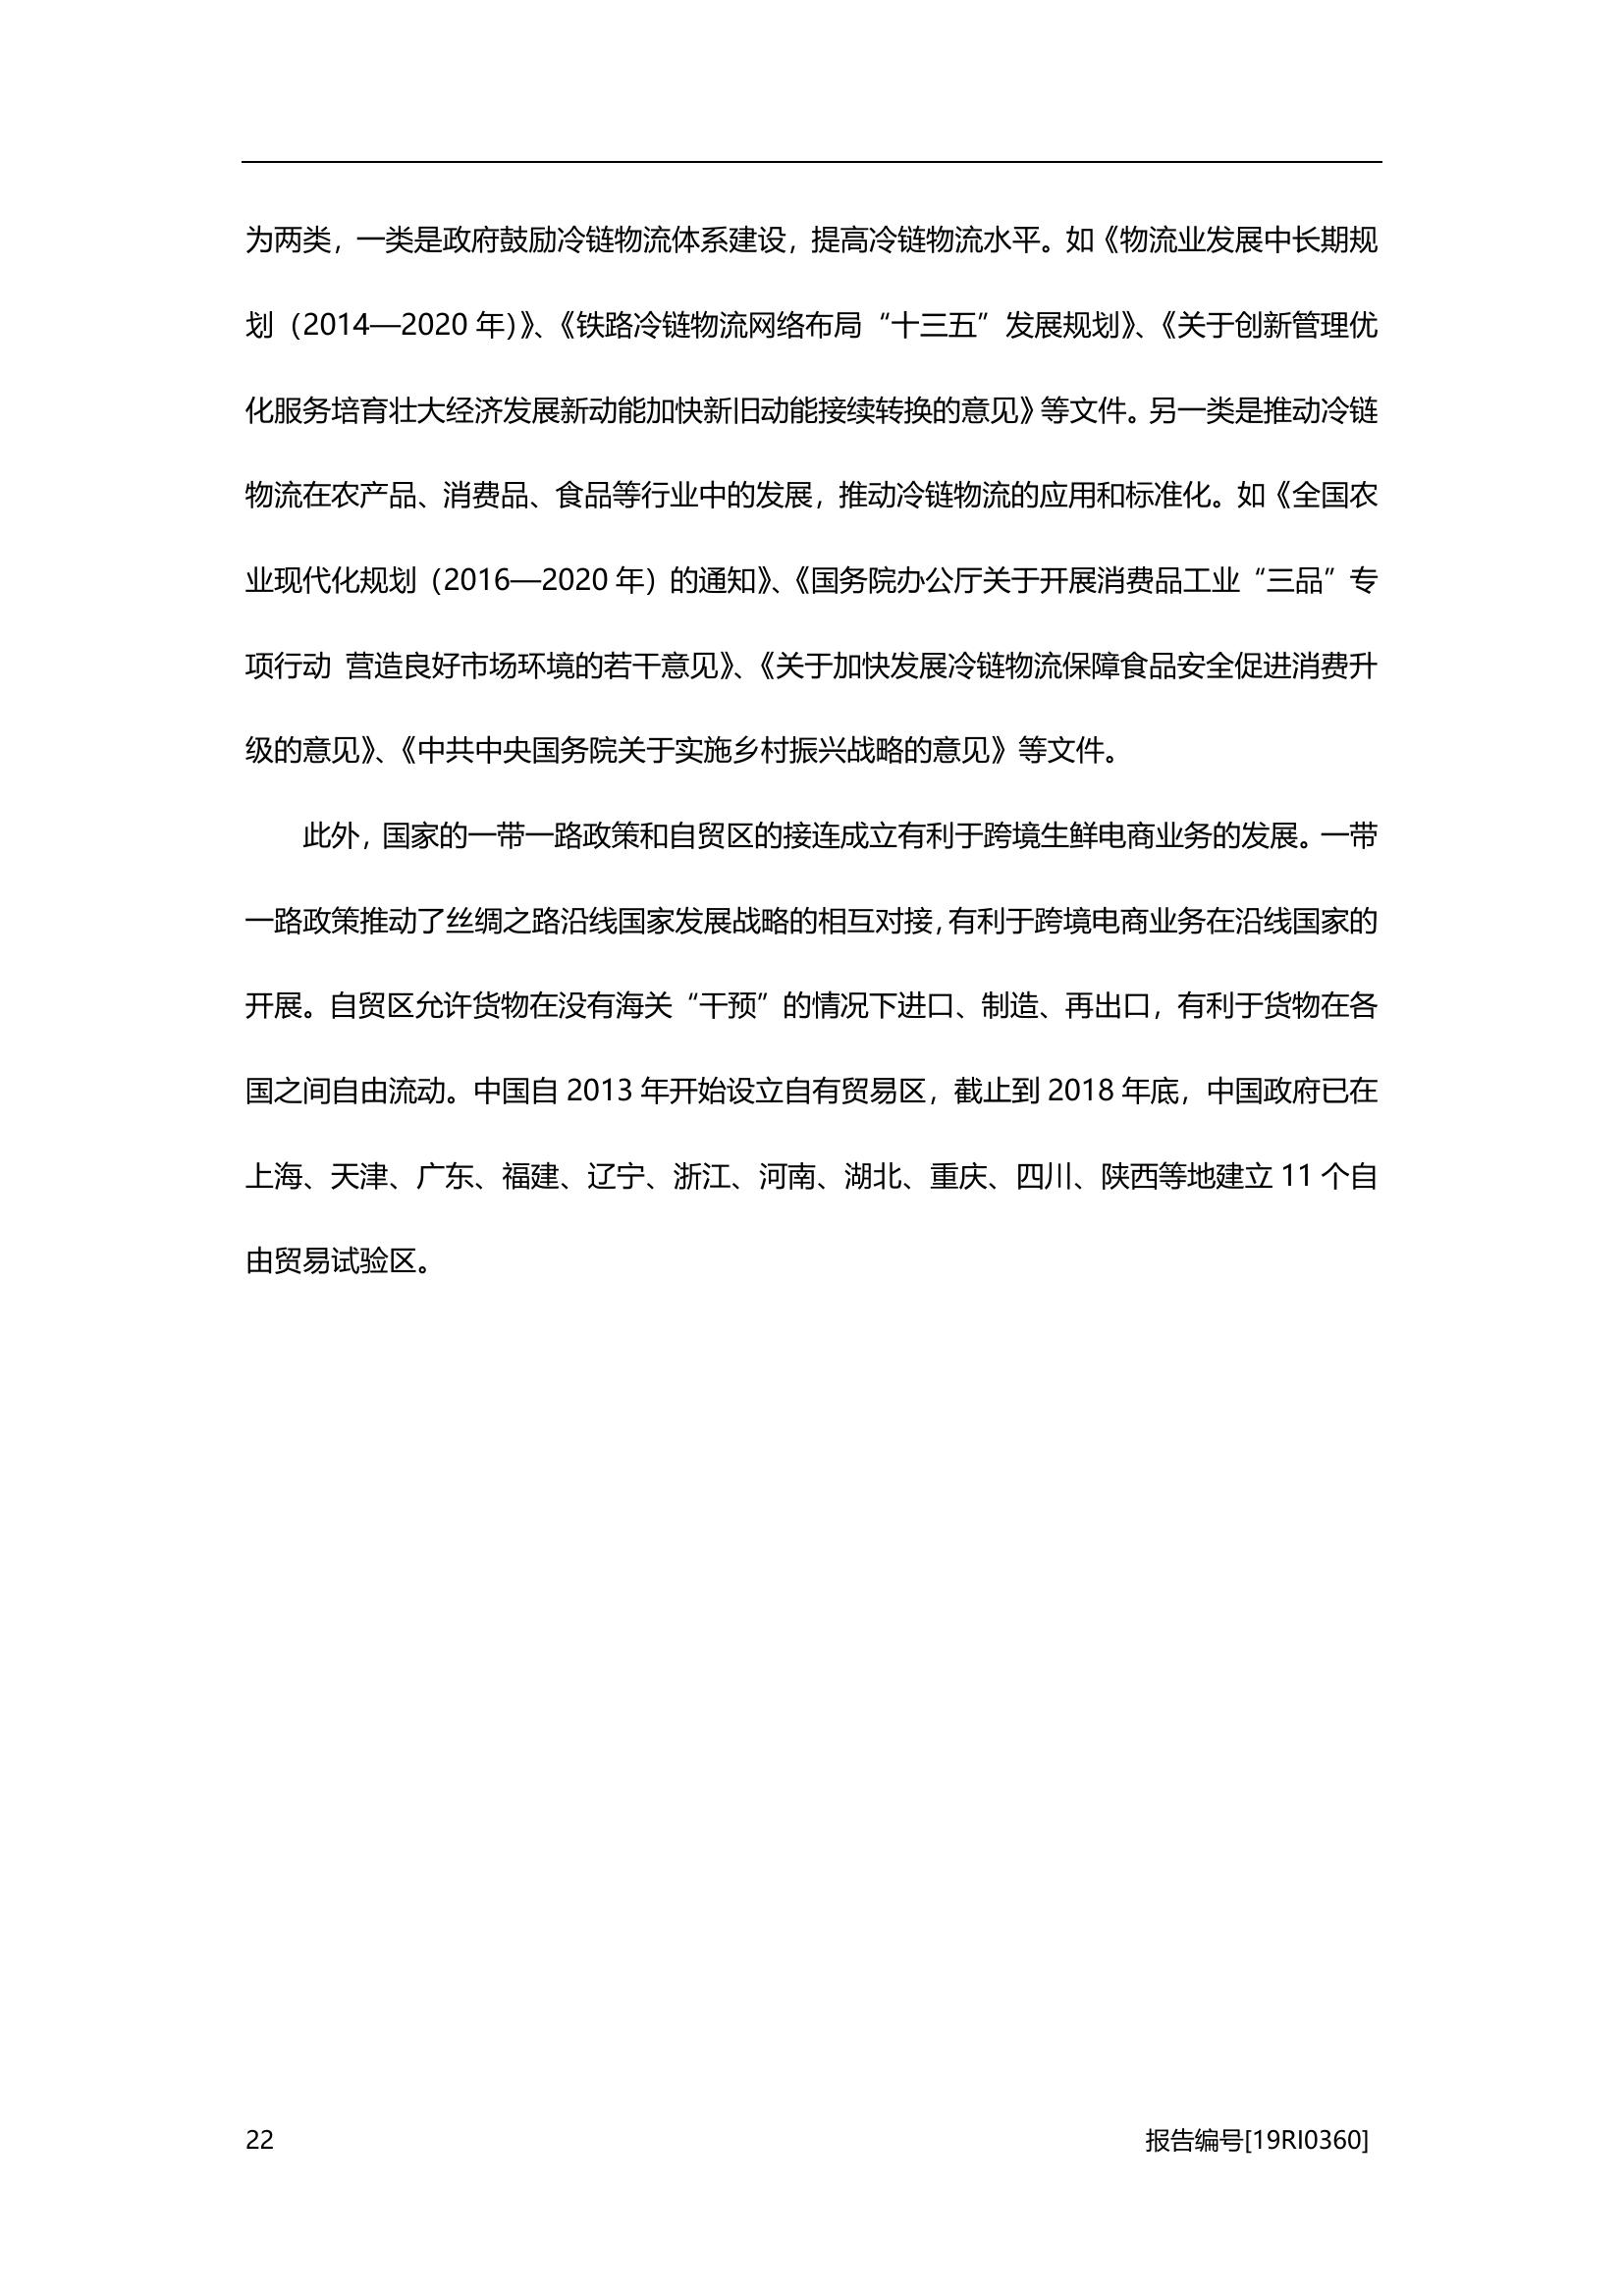 为两类，一类是政府鼓励冷链物流体系建设，提高冷链物流水平。如《物流业发展中长期规
划（2014—2020 年）》、《铁路冷链物流网络布局“十三五”发展规划》、《关于创新管理优
化服务培育壮大经济发展新动能加快新旧动能接续转换的意见》等文件。另一类是推动冷链
物流在农产品、消费品、食品等行业中的发展，推动冷链物流的应用和标准化。如《全国农
业现代化规划（2016—2020 年）的通知》、《国务院办公厅关于开展消费品工业“三品”专
项行动 营造良好市场环境的若干意见》、《关于加快发展冷链物流保障食品安全促进消费升
级的意见》、《中共中央国务院关于实施乡村振兴战略的意见》等文件。
此外，国家的一带一路政策和自贸区的接连成立有利于跨境生鲜电商业务的发展。一带
一路政策推动了丝绸之路沿线国家发展战略的相互对接，有利于跨境电商业务在沿线国家的
开展。自贸区允许货物在没有海关“干预”的情况下进口、制造、再出口，有利于货物在各
国之间自由流动。中国自 2013 年开始设立自有贸易区，截止到 2018 年底，中国政府已在
上海、天津、广东、福建、辽宁、浙江、河南、湖北、重庆、四川、陕西等地建立 11 个自
由贸易试验区。
22 报告编号[19RI0360]